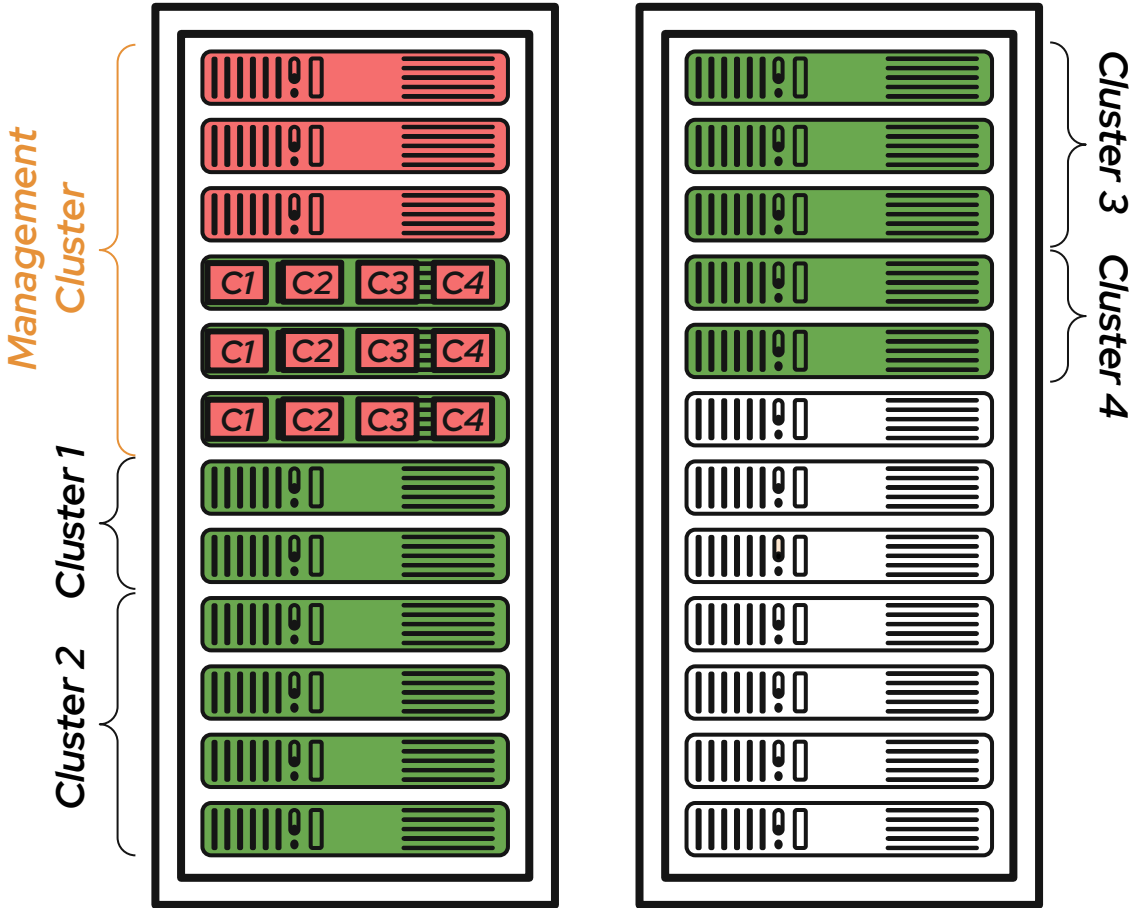 Management
Cluster
C1 C2 C3 C4
C1 C2 C3 C4
C1 C2 C3 C4
Cluster 1
Cluster 2
Cluster 3
Cluster 4